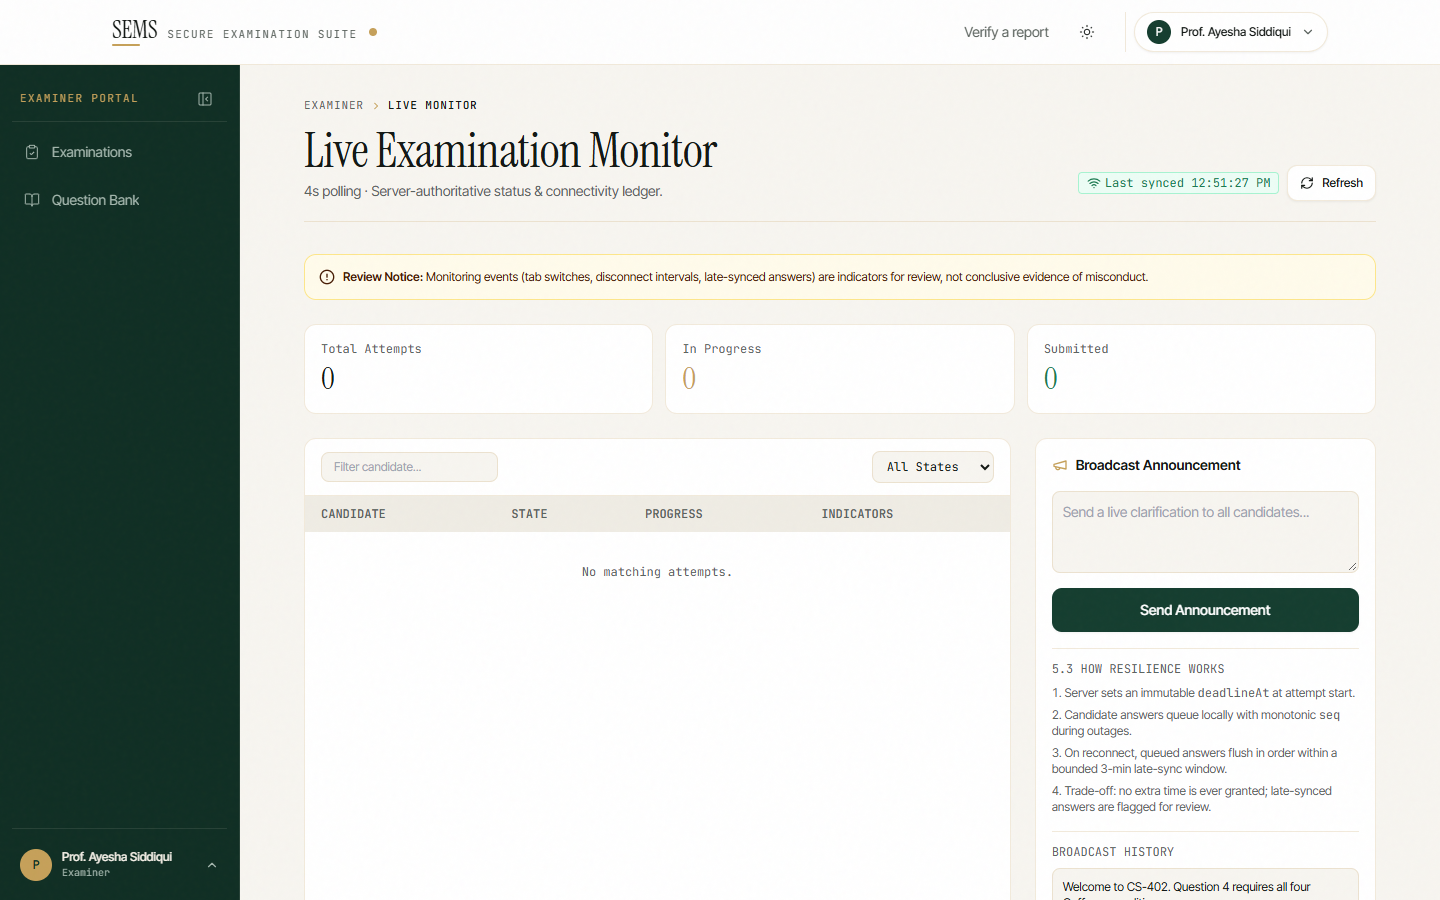 SEMS SECURE EXAMINATION SUITE
Verify a report
P Prof. Ayesha Siddiqui
EXAMINER PORTAL
Examinations
Question Bank
P Prof. Ayesha Siddiqui
Examiner
EXAMINER > LIVE MONITOR
Live Examination Monitor
4s polling · Server-authoritative status & connectivity ledger.
Last synced 12:51:27 PM
Refresh
Review Notice: Monitoring events (tab switches, disconnect intervals, late-synced answers) are indicators for review, not conclusive evidence of misconduct.
Total Attempts
0
In Progress
0
Submitted
0
Filter candidate...
All States
CANDIDATE STATE PROGRESS INDICATORS
No matching attempts.
Broadcast Announcement
Send a live clarification to all candidates...
Send Announcement
5.3 HOW RESILIENCE WORKS
1. Server sets an immutable deadlineAt at attempt start.
2. Candidate answers queue locally with monotonic seq
during outages.
3. On reconnect, queued answers flush in order within a
bounded 3-min late-sync window.
4. Trade-off: no extra time is ever granted; late-synced
answers are flagged for review.
BROADCAST HISTORY
Welcome to CS-402. Question 4 requires all four